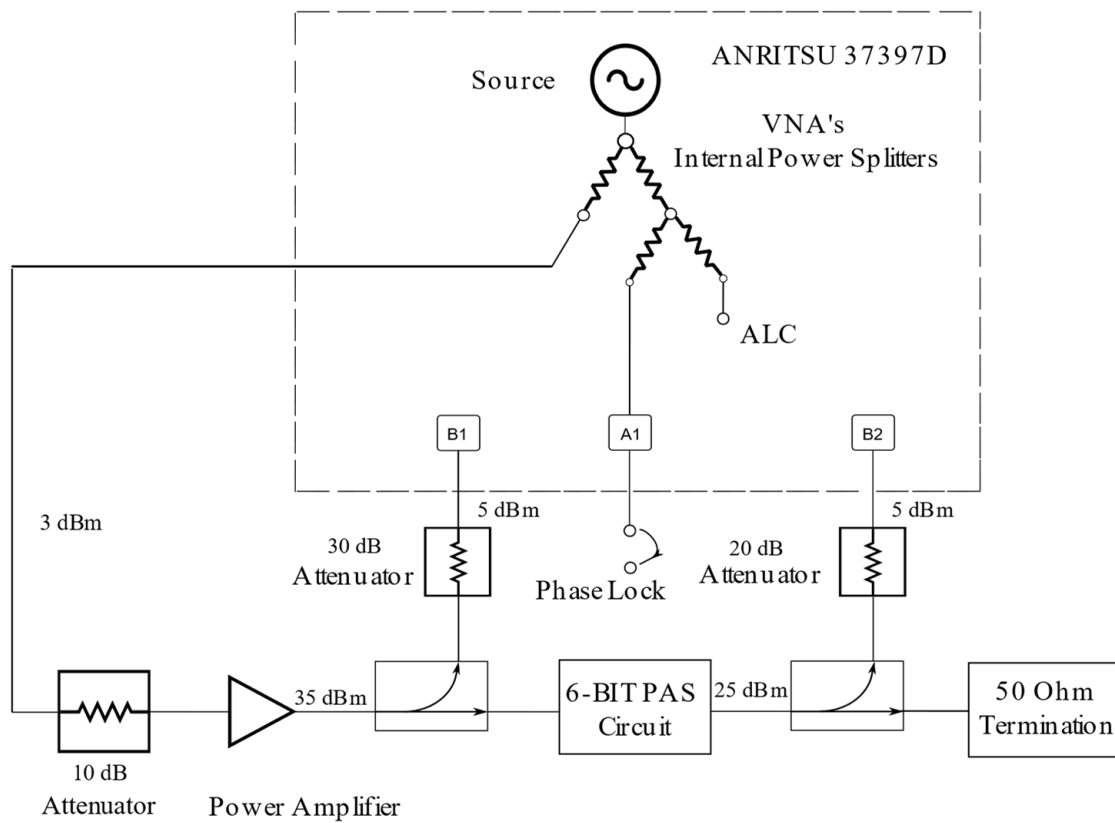 ANRITSU 37397D
Source
VNA's
Internal Power Splitters
ALC
B1
A1
B2
3 dBm
5 dBm
5 dBm
30 dB
Attenuator
Phase Lock
20 dB
Attenuator
35 dBm
6-BIT PAS
Circuit
25 dBm
50 Ohm
Termination
10 dB
Attenuator
Power Amplifier